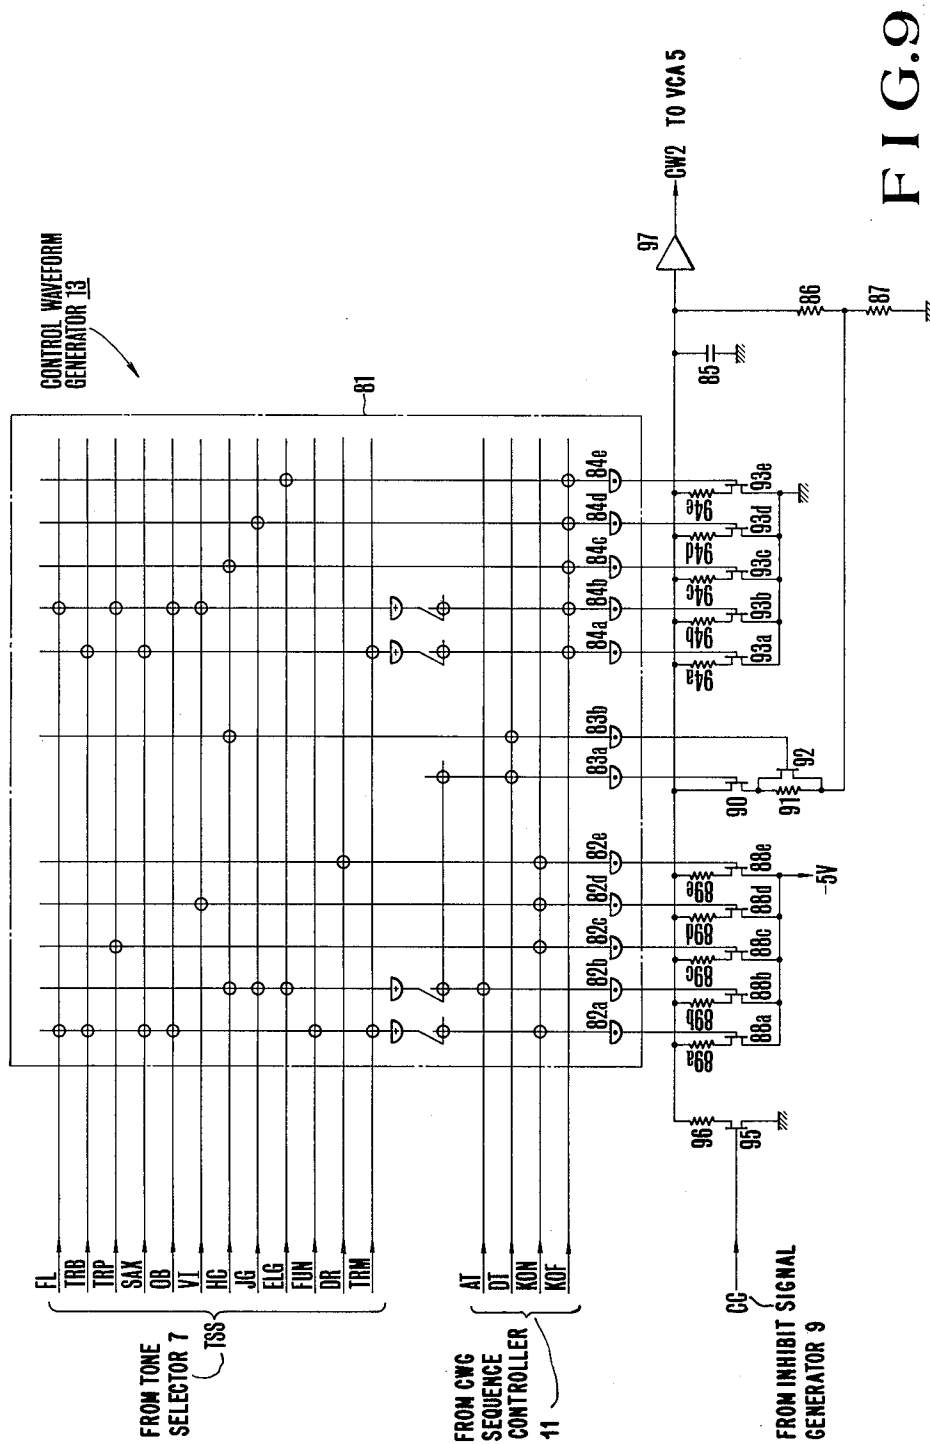 FIG.9
CONTROL WAVEFORM
GENERATOR 13
81
FL
TRB
TRP
SAX
OB
VI
HC
JG
ELG
FUN
DR
TRM
FROM TONE
SELECTOR 7
TSS
AT
DT
KON
KOF
FROM CWG
SEQUENCE
CONTROLLER
11
82a
82b
82c
82d
82e
83a
83b
84a
84b
84c
84d
84e
CW2 TO VCA 5
97
85
86
87
96
95
89a
89b
89c
89d
89e
88a
88b
88c
88d
88e
-5V
90
91
92
94a
94b
94c
94d
94e
93a
93b
93c
93d
93e
CC
FROM INHIBIT SIGNAL
GENERATOR 9